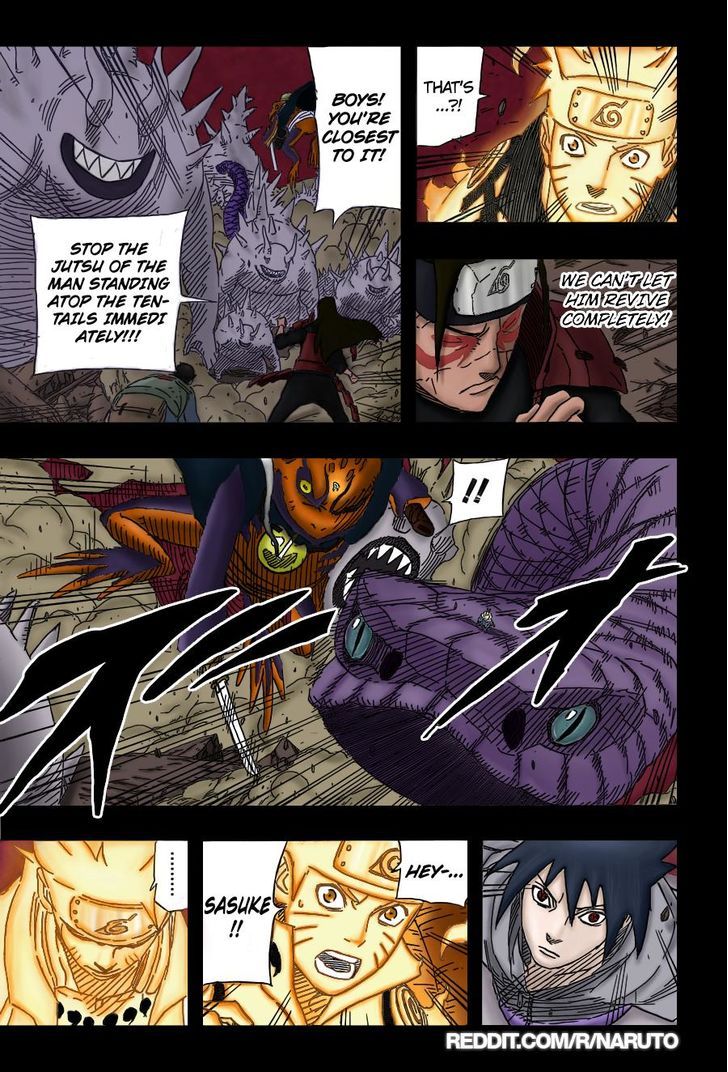 THAT'S
...?!
BOYS!
YOU'RE
CLOSEST
TO IT!
STOP THE
JUTSU OF THE
MAN STANDING
ATOP THE TEN-
TAILS IMMEDI
ATELY!!!
WE CAN'T LET
HIM REVIVE
COMPLETELY!
!!
HEY-...
SASUKE
!!
.........
REDDIT.COM/R/NARUTO